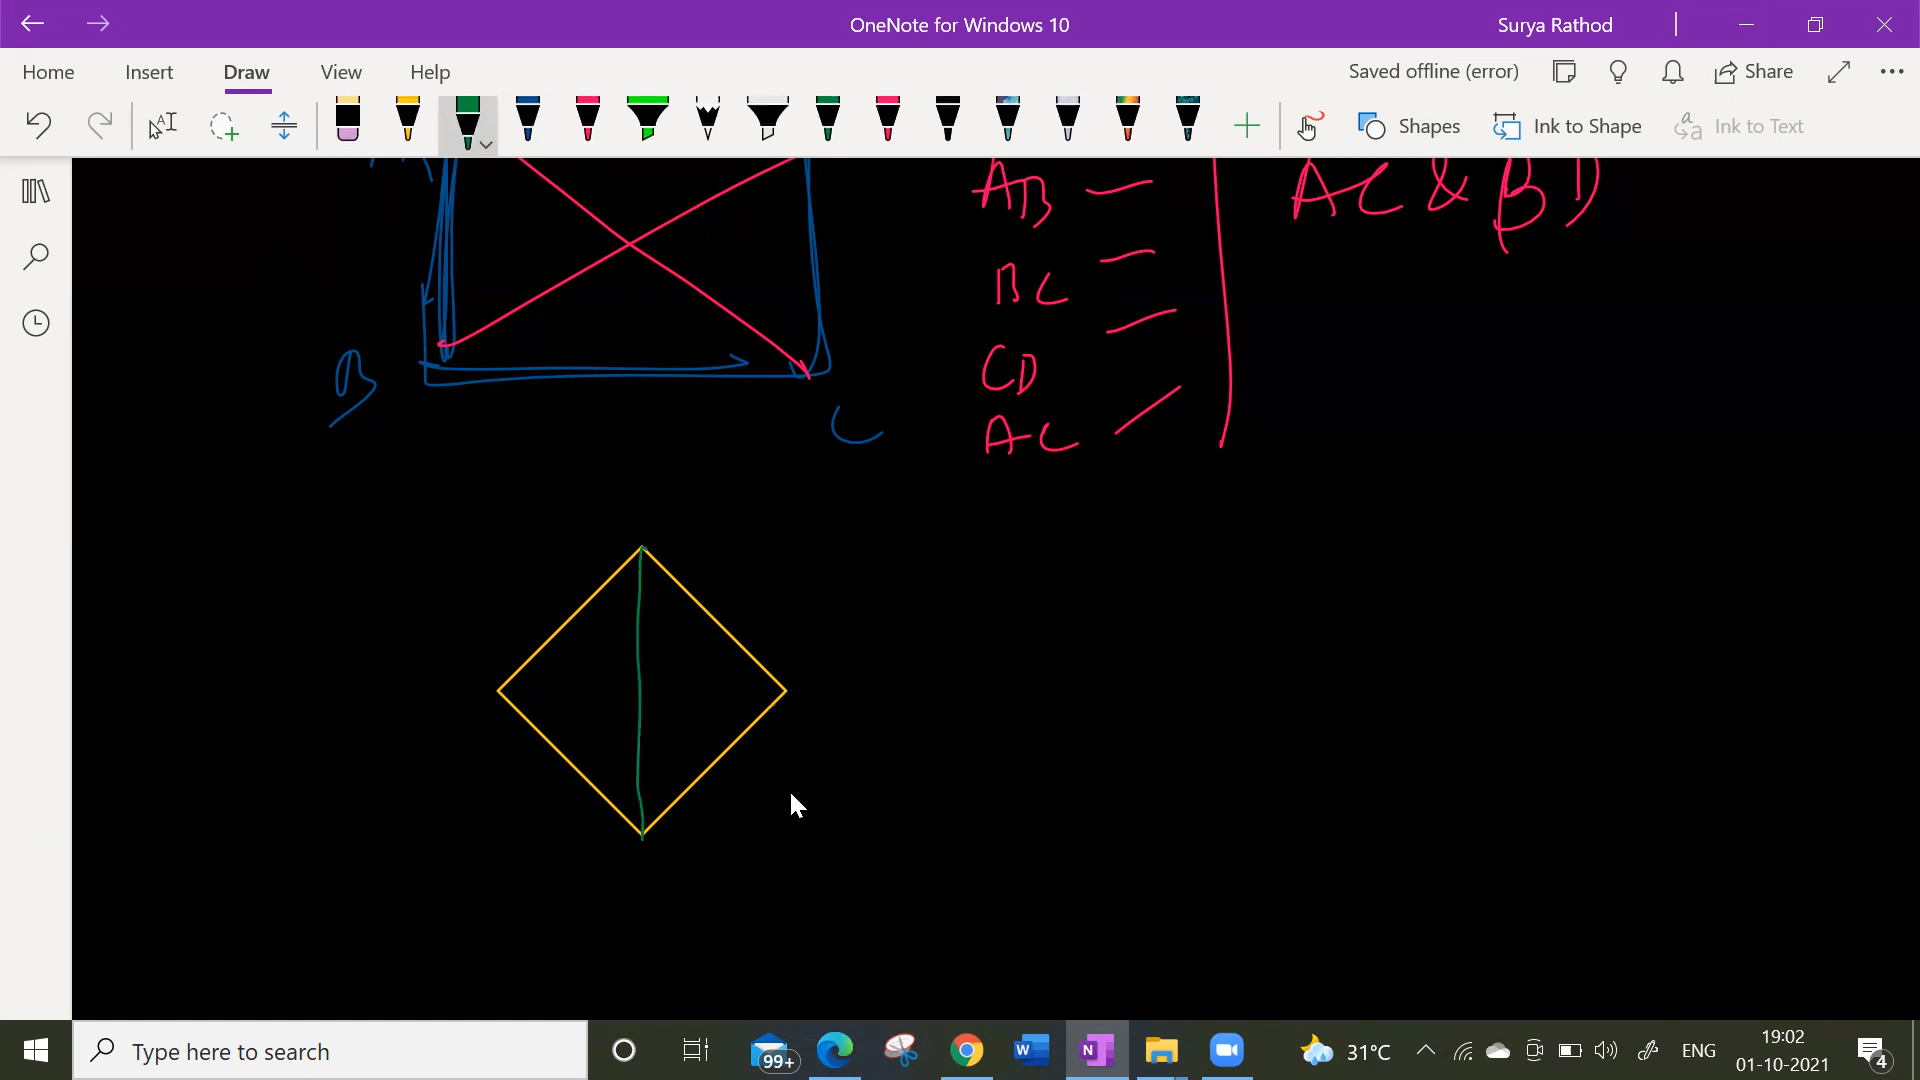 OneNote for Windows 10
Surya Rathod
Home Insert Draw View Help
Saved offline (error)
Share
Shapes
Ink to Shape
Ink to Text
AB
AC & BD
BC
CD
AC
B
C
Type here to search
99+
31°C
ENG
19:02
01-10-2021
4